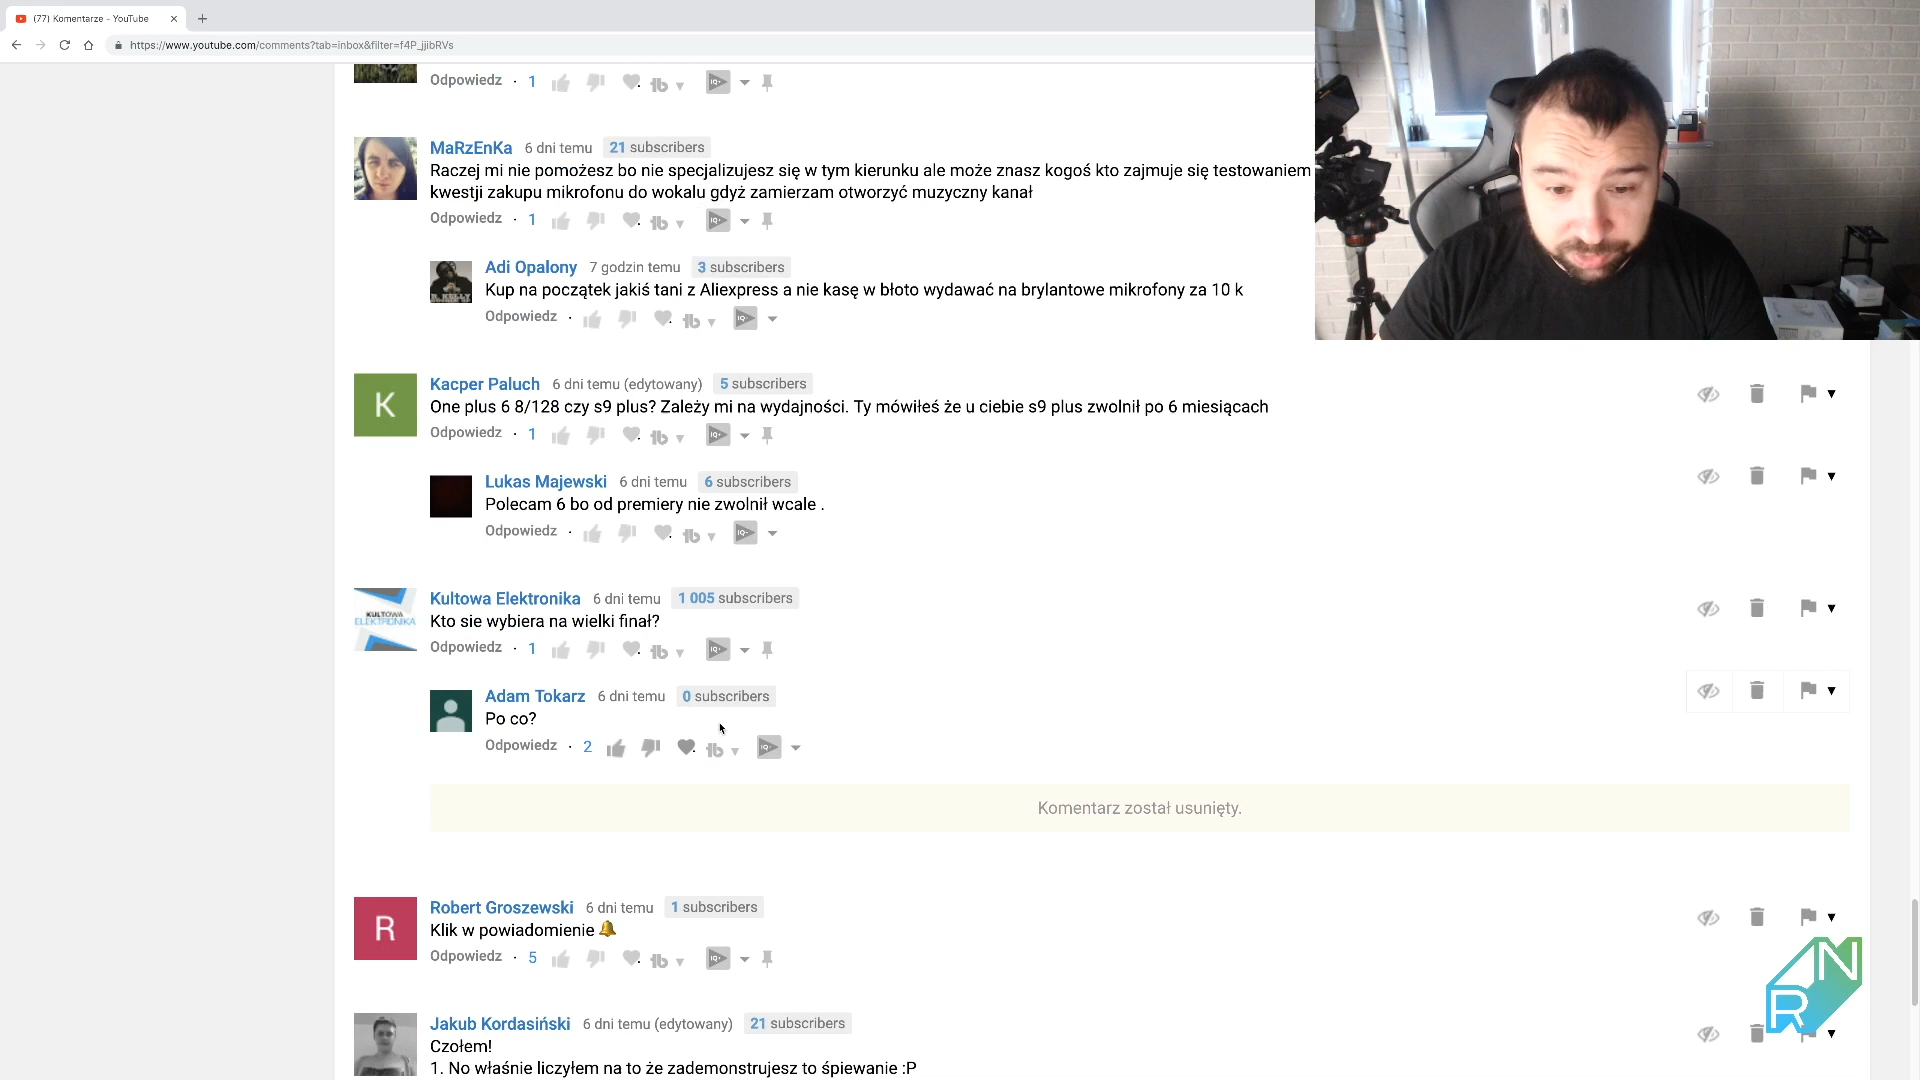 (77) Komentarze - YouTube
https://www.youtube.com/comments?tab=inbox&filter=f4P_jjibRVs
Odpowiedz · 1
MaRzEnKa 6 dni temu 21 subscribers
Raczej mi nie pomożesz bo nie specjalizujesz się w tym kierunku ale może znasz kogoś kto zajmuje się testowaniem
kwestji zakupu mikrofonu do wokalu gdyż zamierzam otworzyć muzyczny kanał
Odpowiedz · 1
Adi Opalony 7 godzin temu 3 subscribers
Kup na początek jakiś tani z Aliexpress a nie kasę w błoto wydawać na brylantowe mikrofony za 10 k
Odpowiedz ·
K
Kacper Paluch 6 dni temu (edytowany) 5 subscribers
One plus 6 8/128 czy s9 plus? Zależy mi na wydajności. Ty mówiłeś że u ciebie s9 plus zwolnił po 6 miesiącach
Odpowiedz · 1
Lukas Majewski 6 dni temu 6 subscribers
Polecam 6 bo od premiery nie zwolnił wcale .
Odpowiedz ·
KULTOWA
ELEKTRONIKA
Kultowa Elektronika 6 dni temu 1 005 subscribers
Kto sie wybiera na wielki finał?
Odpowiedz · 1
Adam Tokarz 6 dni temu 0 subscribers
Po co?
Odpowiedz · 2
Komentarz został usunięty.
R
Robert Groszewski 6 dni temu 1 subscribers
Klik w powiadomienie 🔔
Odpowiedz · 5
RN
Jakub Kordasiński 6 dni temu (edytowany) 21 subscribers
Czołem!
1. No właśnie liczyłem na to że zademonstrujesz to śpiewanie :P